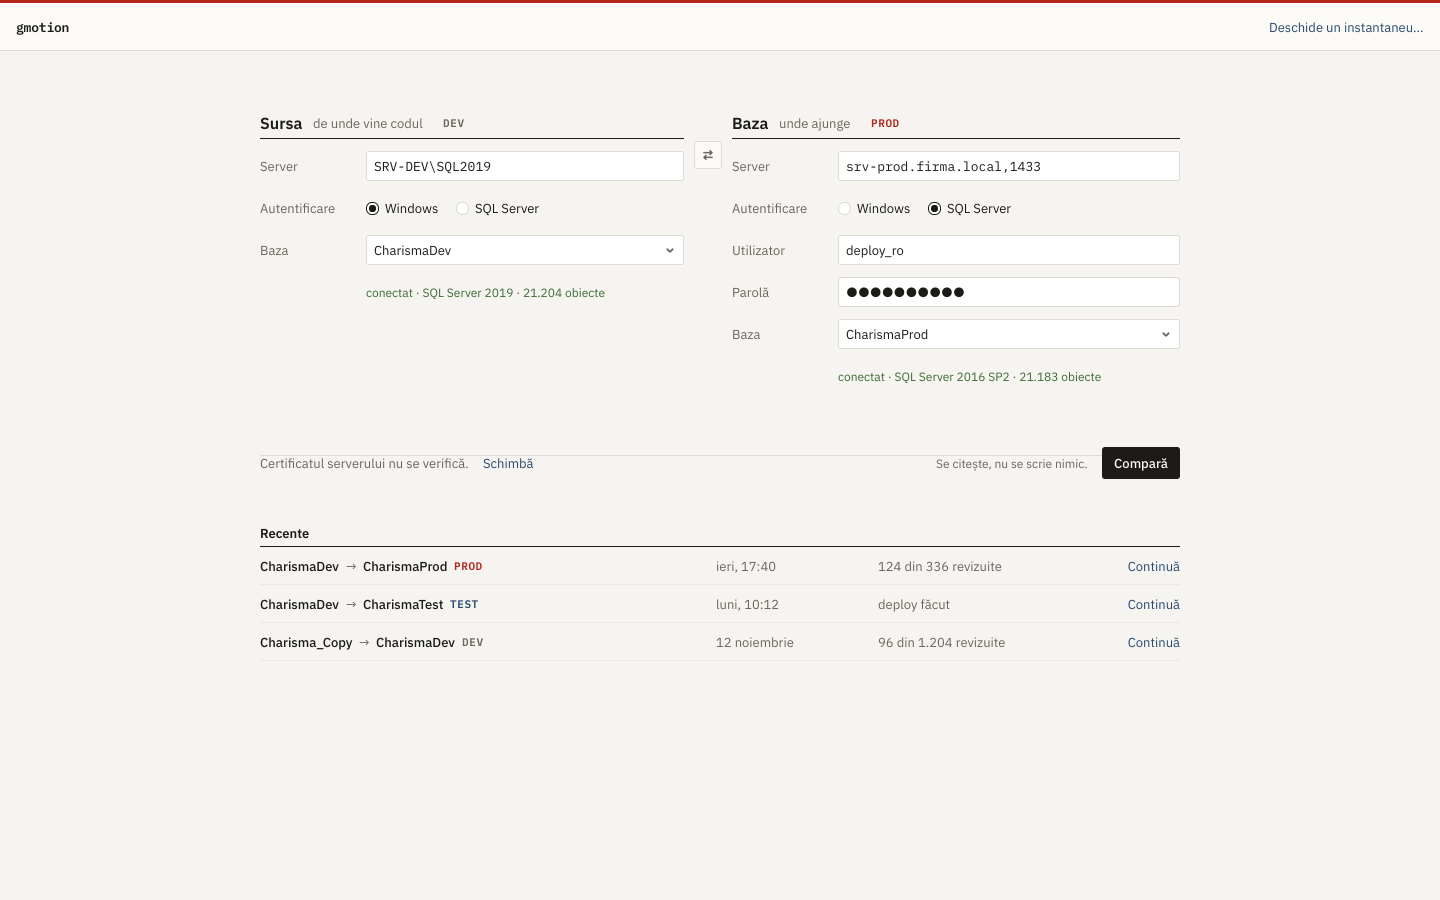 gmotion
Deschide un instantaneu...
Sursa de unde vine codul DEV
Server SRV-DEV\SQL2019
Autentificare Windows SQL Server
Baza CharismaDev
conectat · SQL Server 2019 · 21.204 obiecte
Baza unde ajunge PROD
Server srv-prod.firma.local,1433
Autentificare Windows SQL Server
Utilizator deploy_ro
Parolă ●●●●●●●●●●
Baza CharismaProd
conectat · SQL Server 2016 SP2 · 21.183 obiecte
Certificatul serverului nu se verifică. Schimbă
Se citește, nu se scrie nimic. Compară
Recente
CharismaDev → CharismaProd PROD ieri, 17:40 124 din 336 revizuite Continuă
CharismaDev → CharismaTest TEST luni, 10:12 deploy făcut Continuă
Charisma_Copy → CharismaDev DEV 12 noiembrie 96 din 1.204 revizuite Continuă